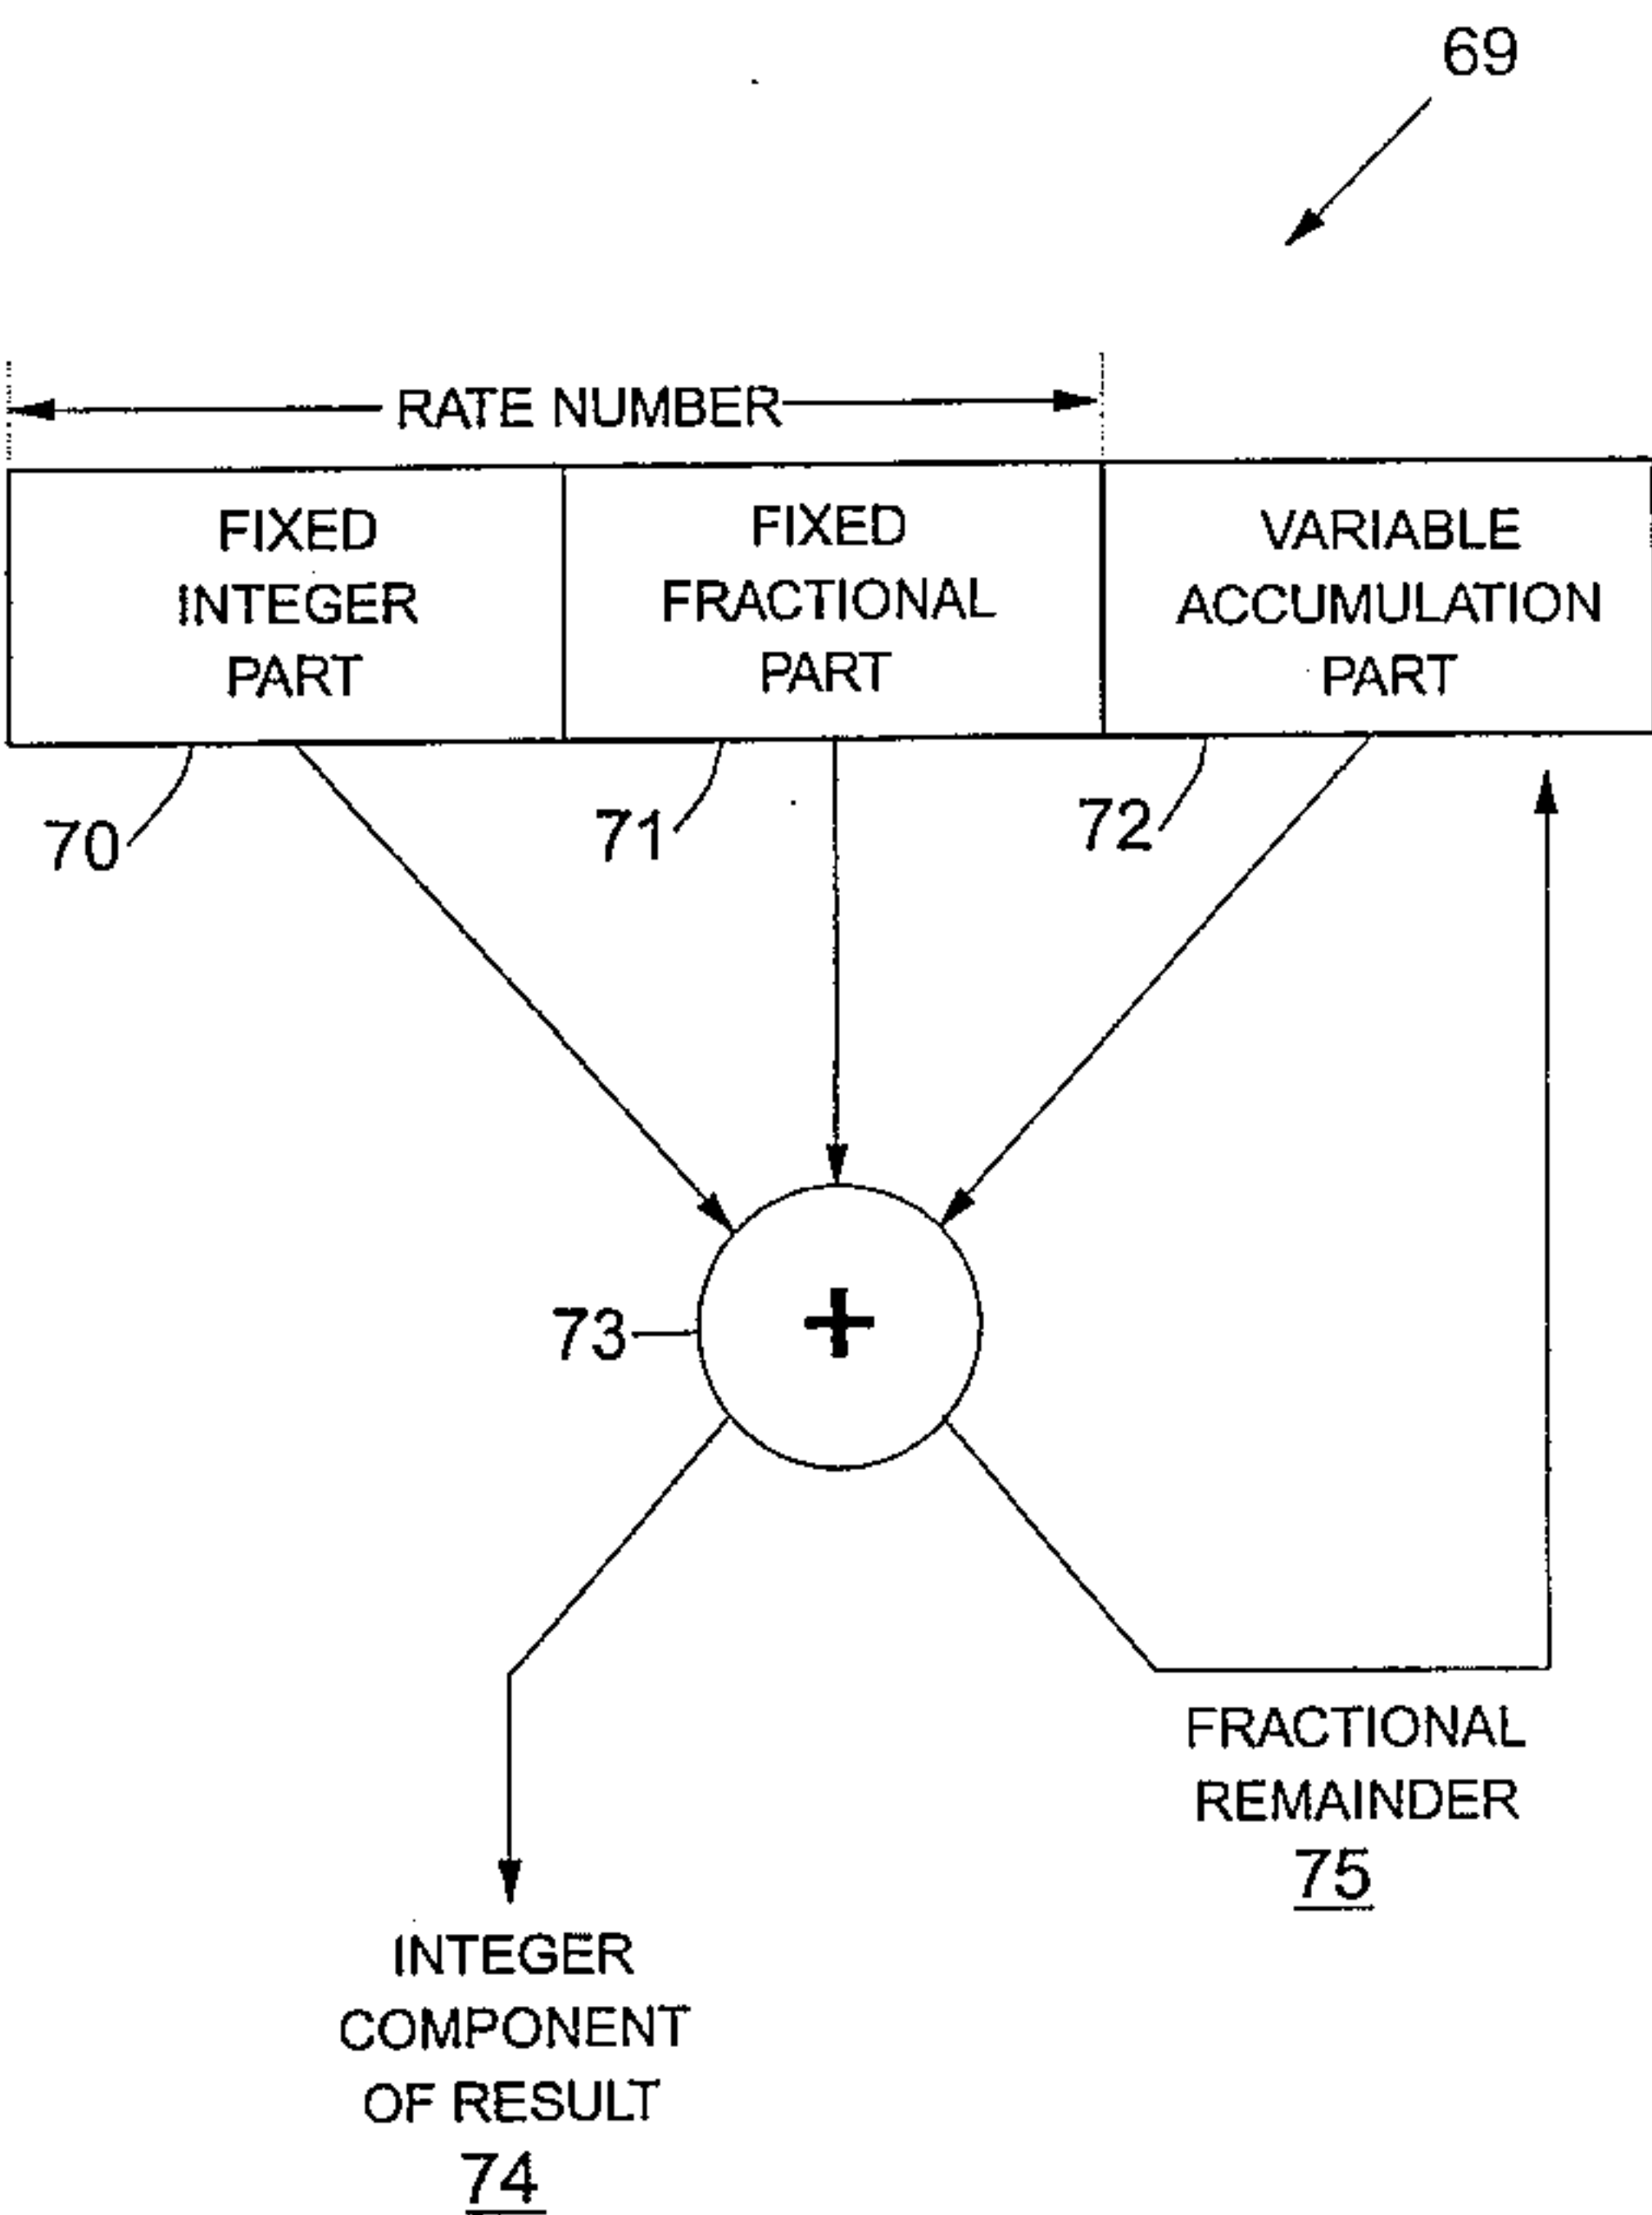 69
RATE NUMBER
FIXED
INTEGER
PART
FIXED
FRACTIONAL
PART
VARIABLE
ACCUMULATION
PART
70
71
72
73
+
FRACTIONAL
REMAINDER
75
INTEGER
COMPONENT
OF RESULT
74